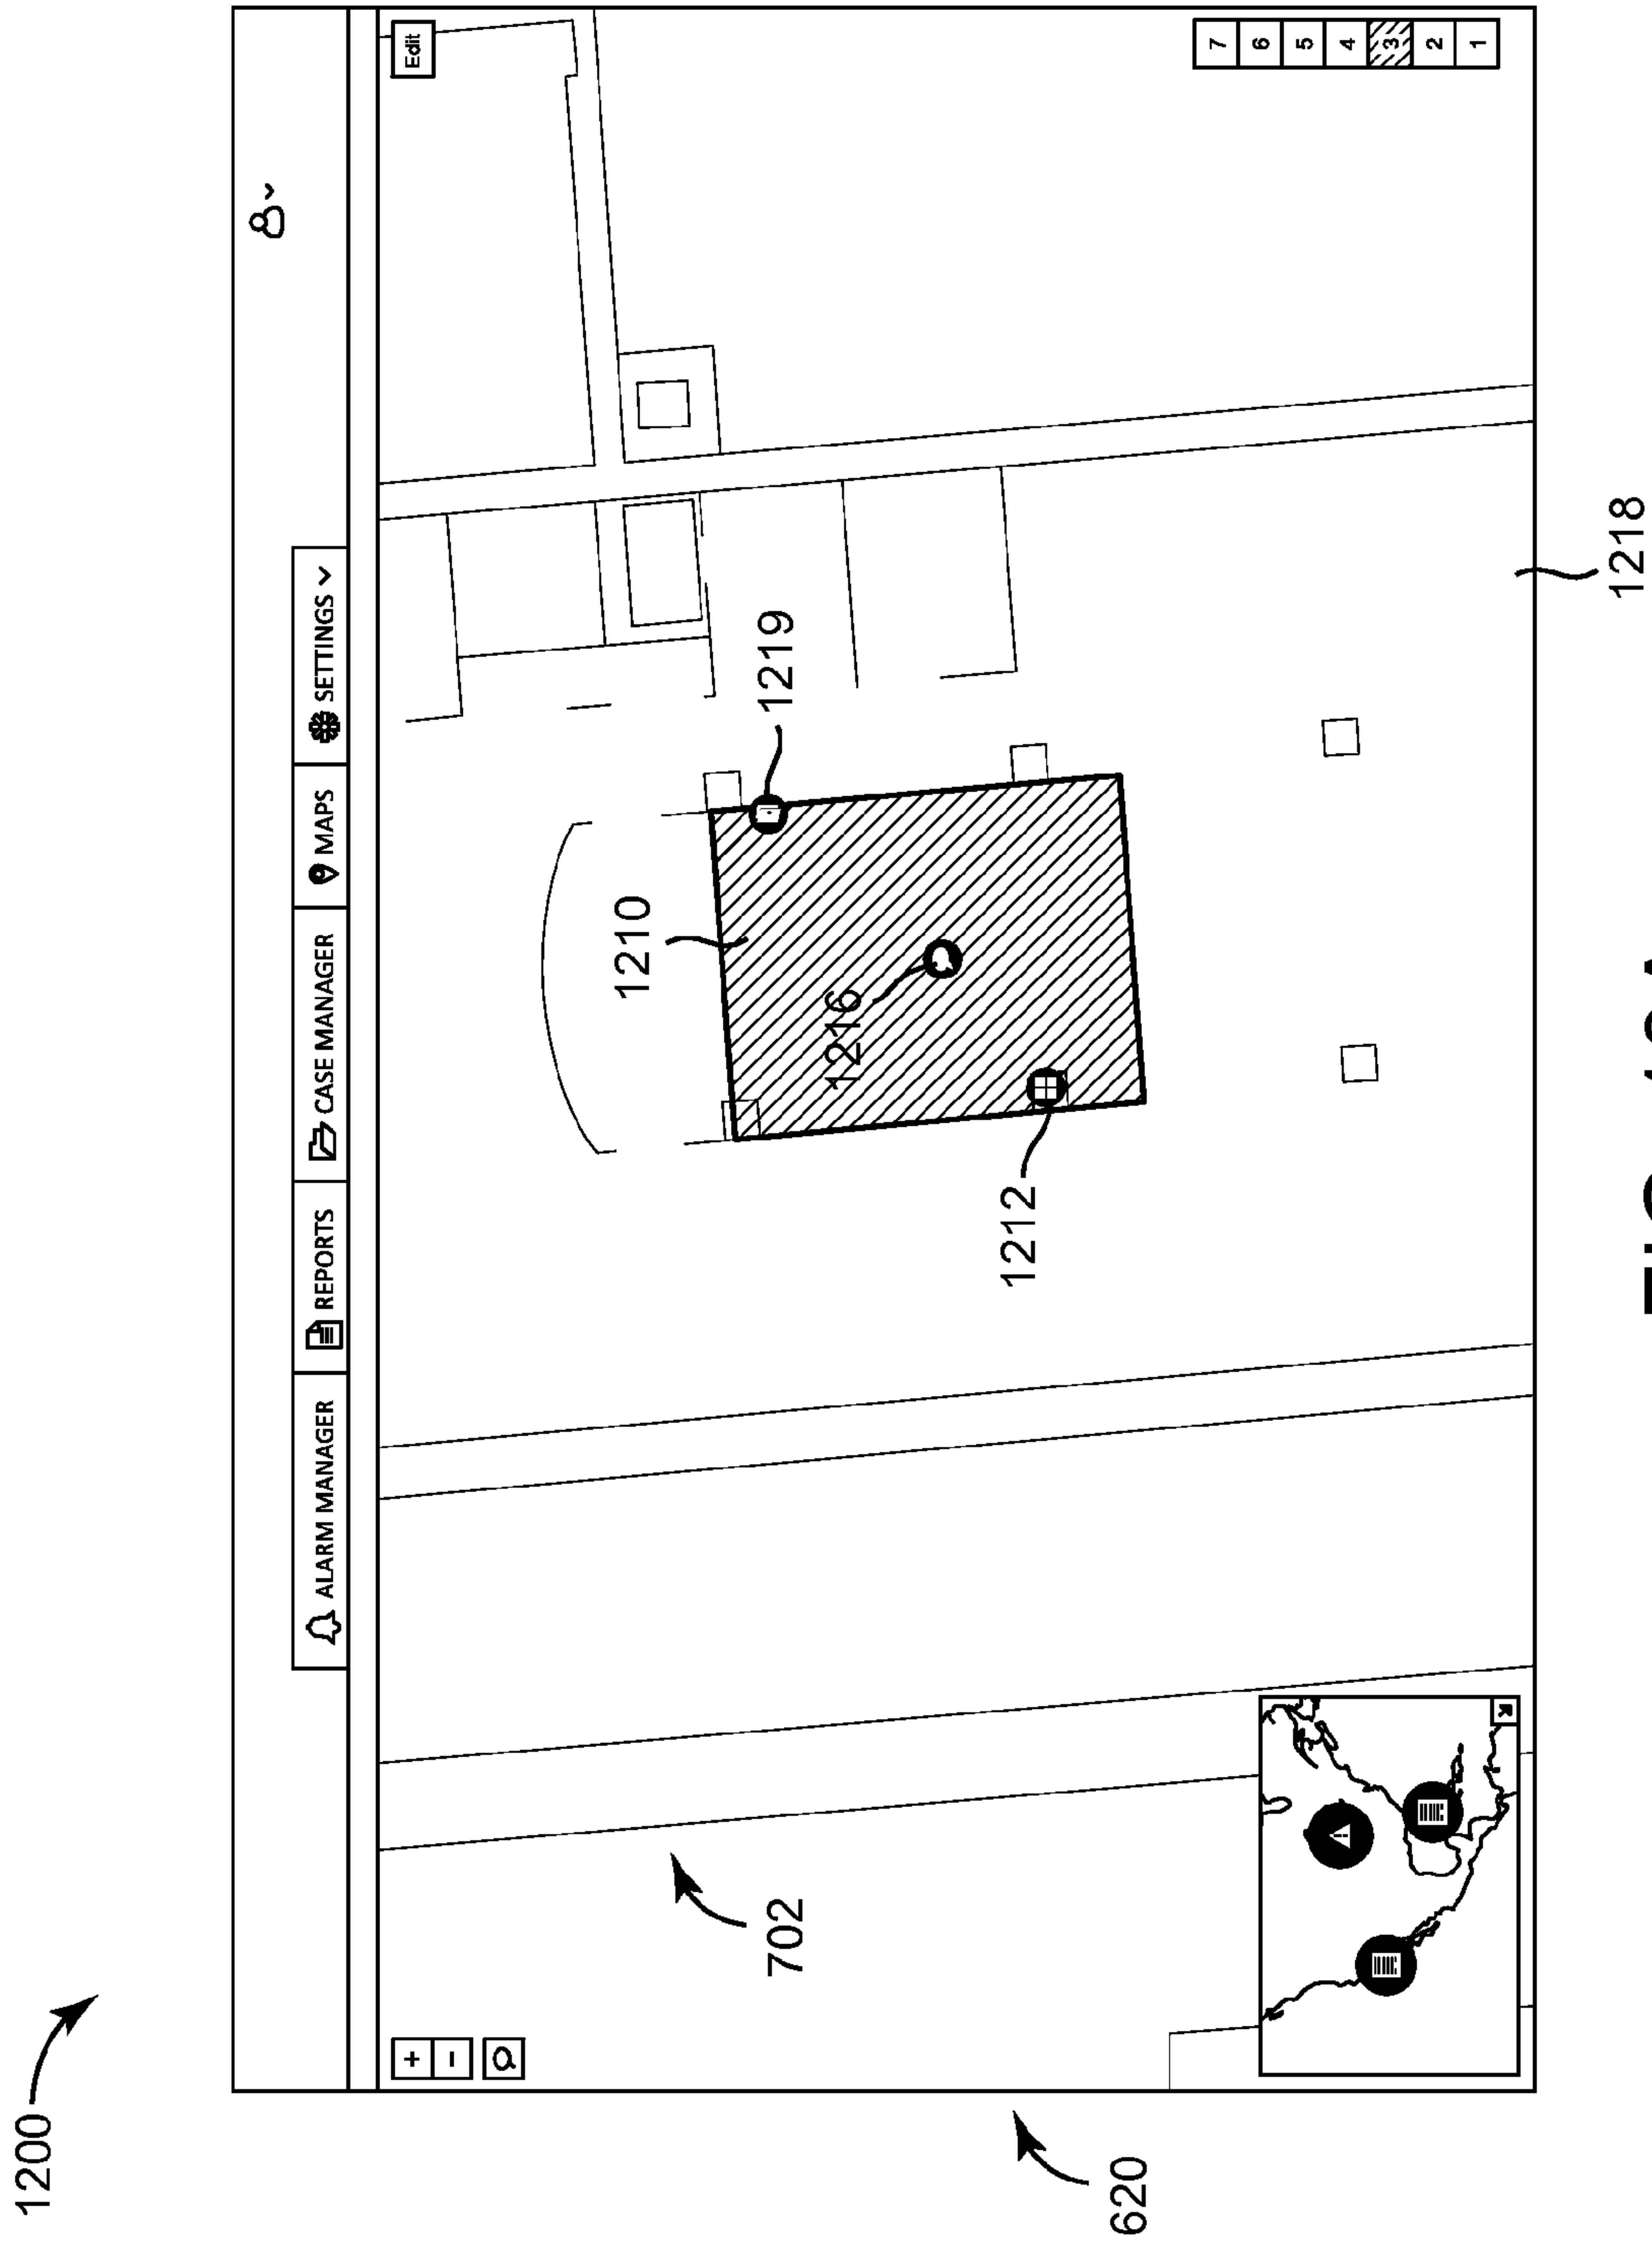 1200
ALARM MANAGER
REPORTS
CASE MANAGER
MAPS
SETTINGS
+
-
Edit
1210
1219
702
1216
1212
620
7
6
5
4
3
2
1
1218